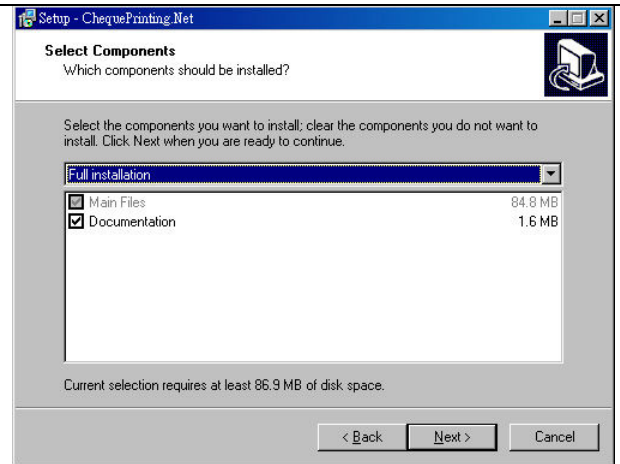 Setup - ChequePrinting.Net
Select Components
Which components should be installed?
Select the components you want to install; clear the components you do not want to
install. Click Next when you are ready to continue.
Full installation
Main Files 84.8 MB
Documentation 1.6 MB
Current selection requires at least 86.9 MB of disk space.
< Back Next > Cancel